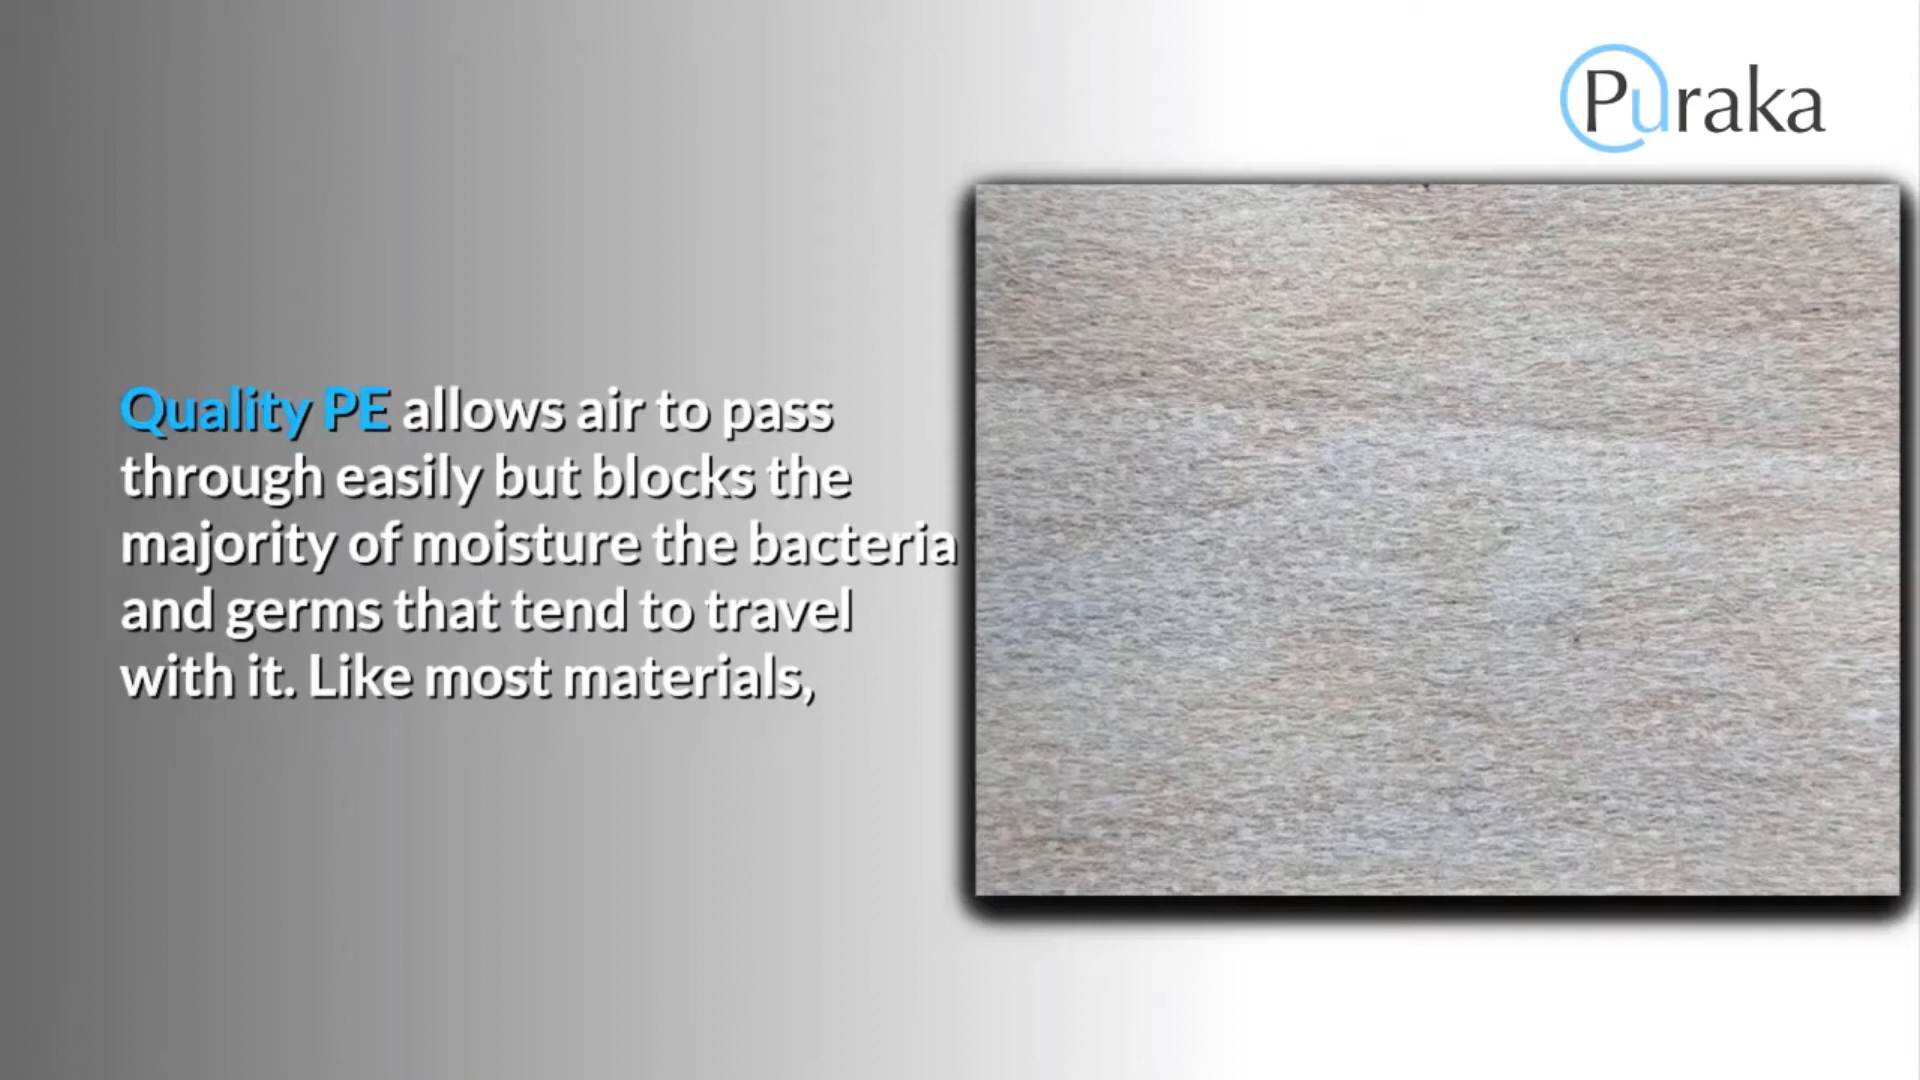 Puraka
Quality PE allows air to pass
through easily but blocks the
majority of moisture the bacteria
and germs that tend to travel
with it. Like most materials,